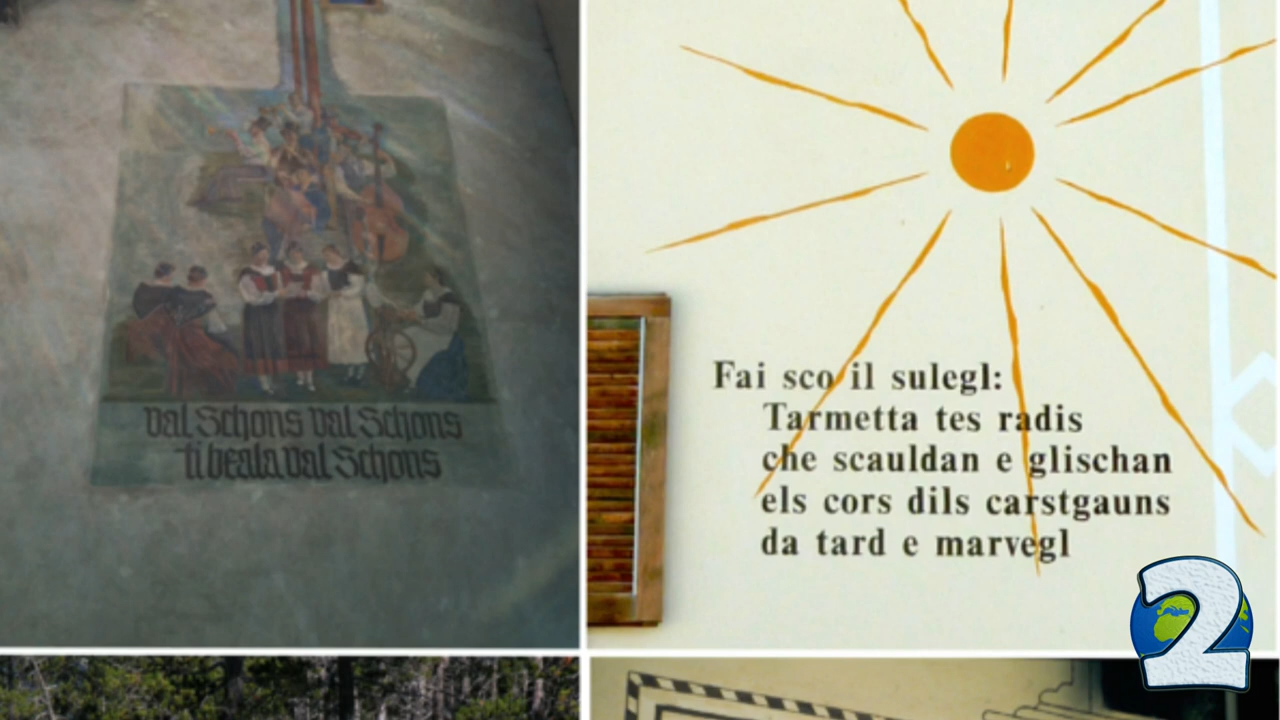 Val Schons Val Schons
ti beala Val Schons
Fai sco il sulegl:
Tarmetta tes radis
che scauldan e glischan
els cors dils carstgauns
da tard e marvegl
2